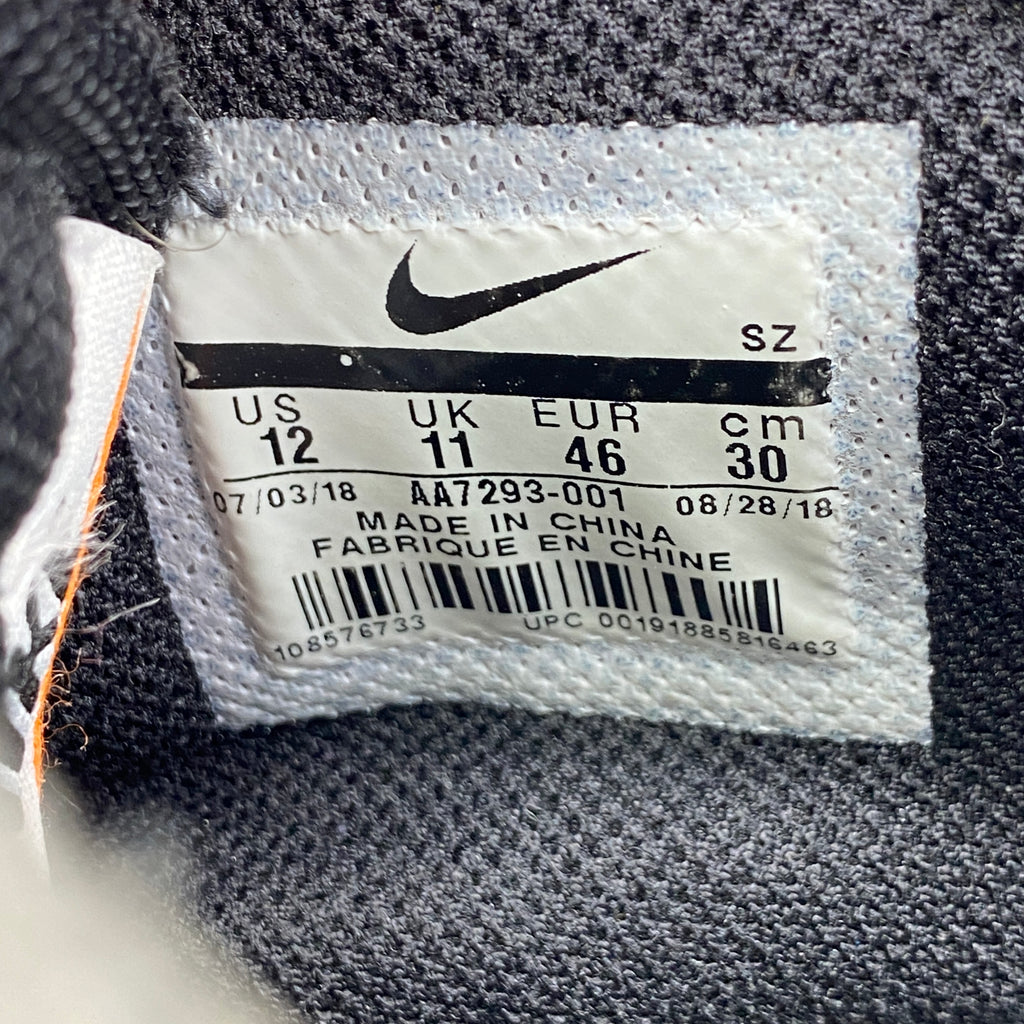 SZ
US UK EUR cm
12 11 46 30
07/03/18 AA7293-001 08/28/18
MADE IN CHINA
FABRIQUE EN CHINE
108576733 UPC 00191885816463